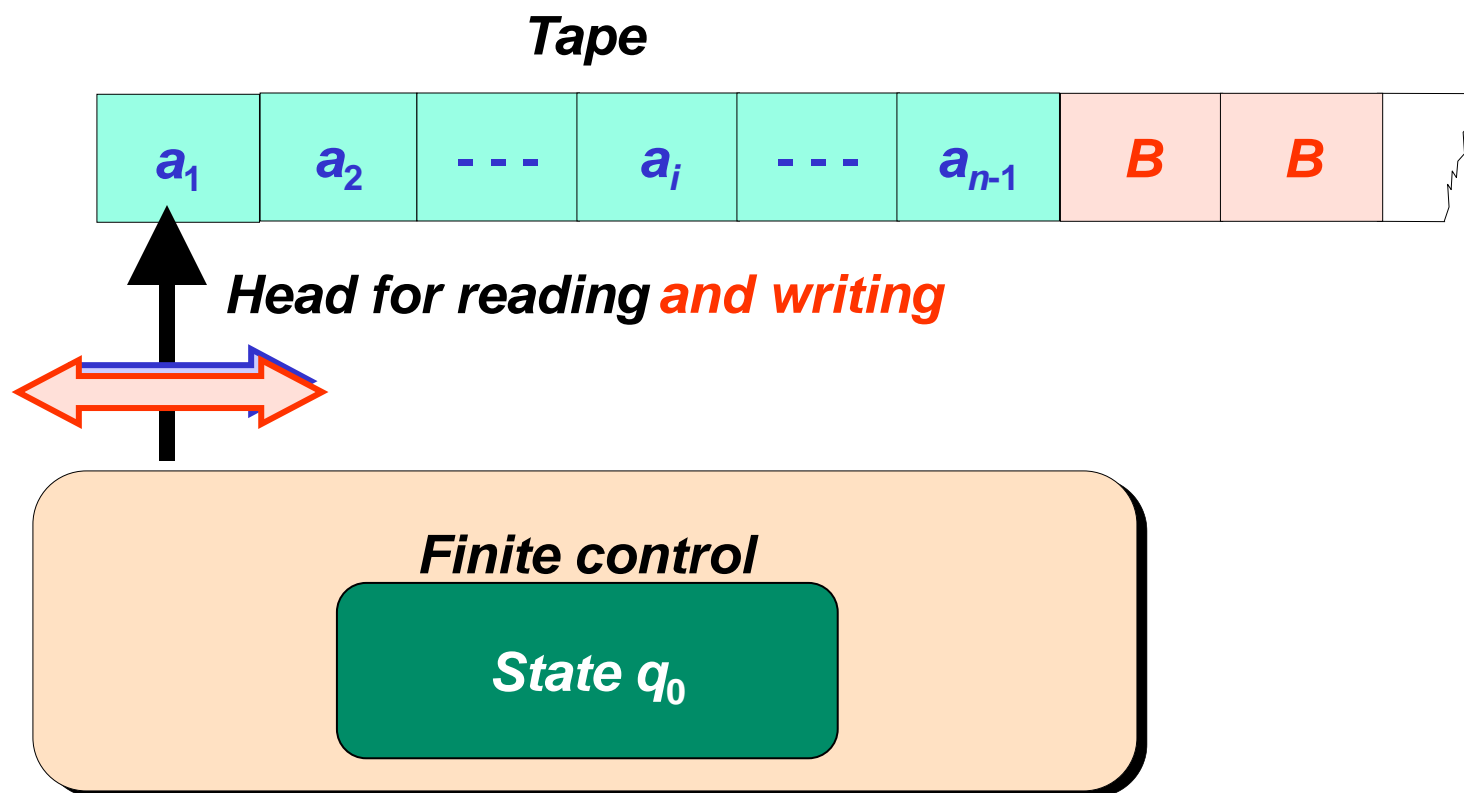 Tape
a₁ a₂ - - - aᵢ - - - aₙ₋₁ B B
Head for reading and writing
Finite control
State q₀